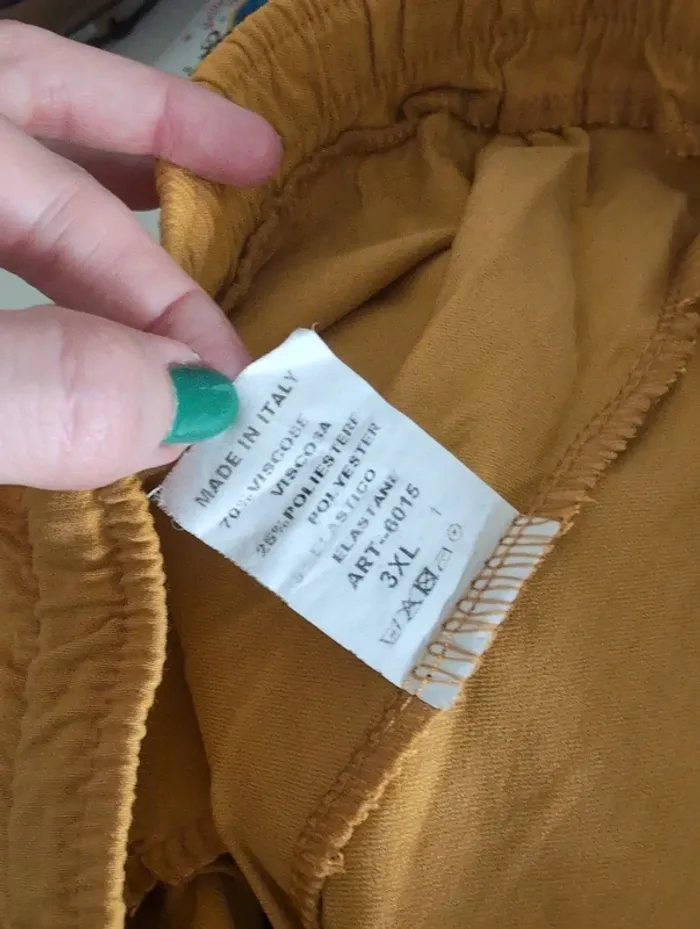 MADE IN ITALY
70% VISCOSE
VISCOSA
25% POLIESTERE
POLYESTER
ELASTICO
ELASTANE
ART--6015
3XL